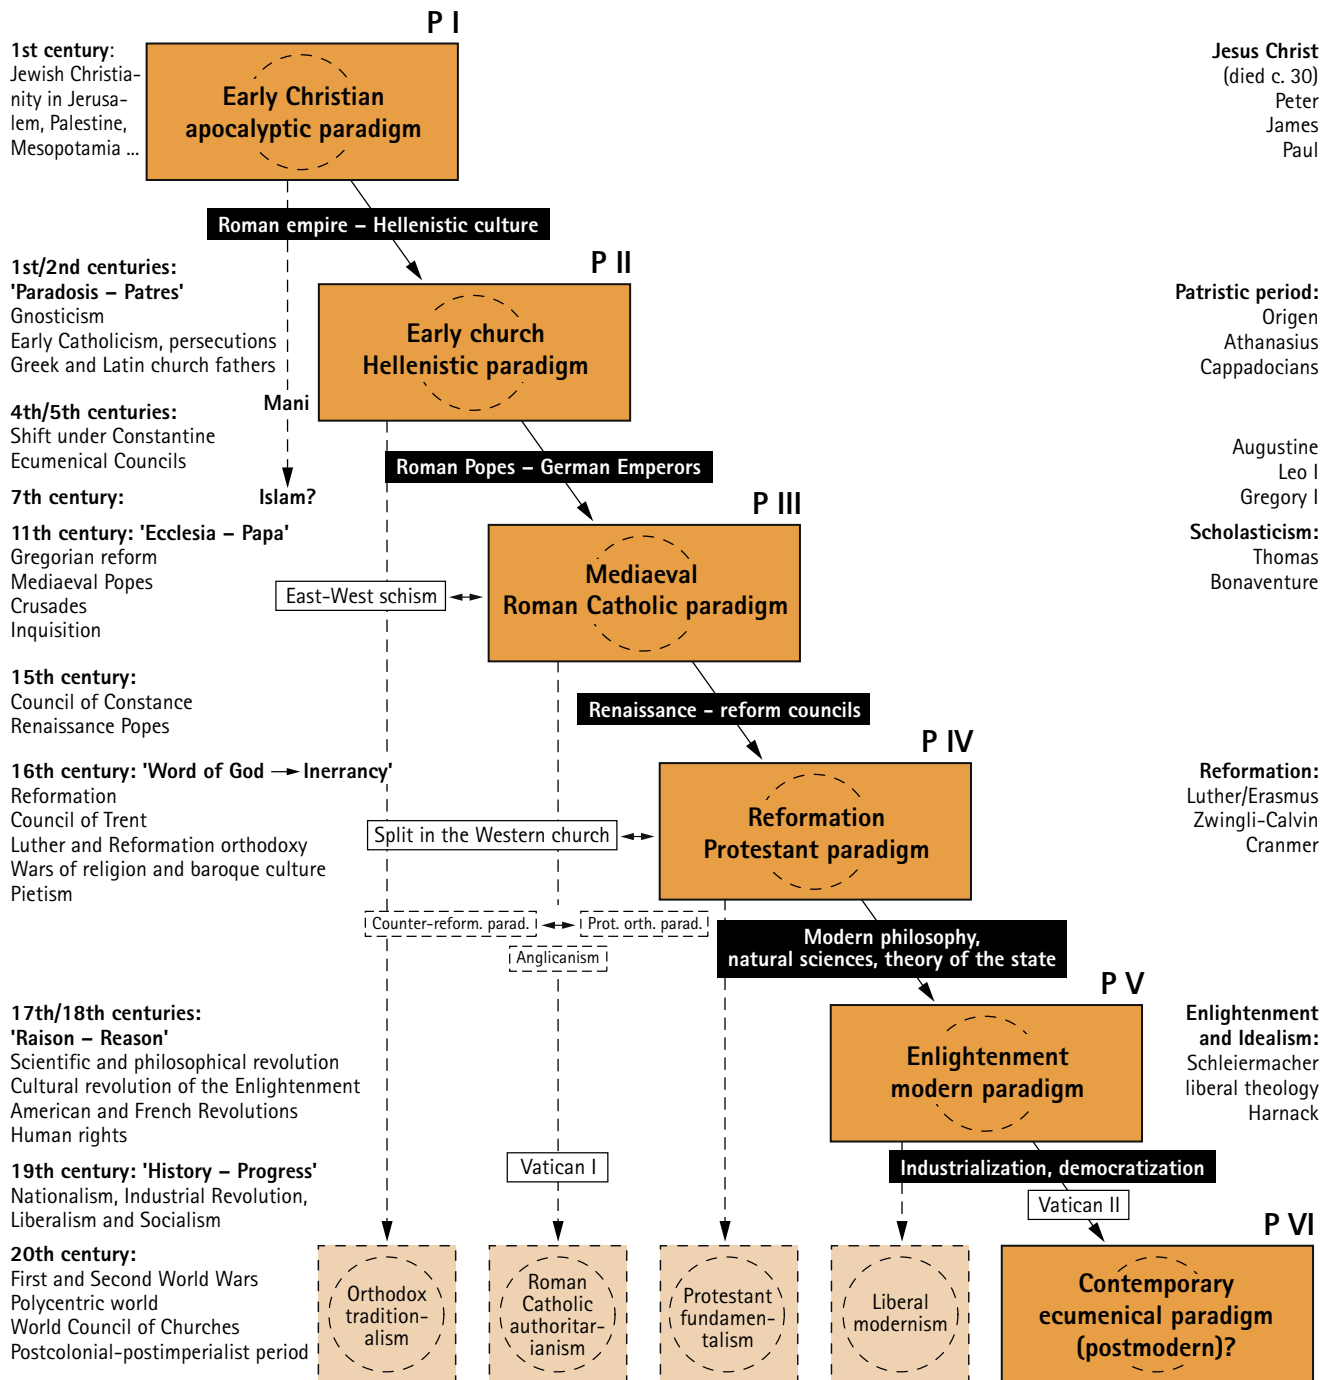 P I
1st century:
Jewish Christia-
nity in Jerusa-
lem, Palestine,
Mesopotamia ...
Early Christian
apocalyptic paradigm
Jesus Christ
(died c. 30)
Peter
James
Paul
Roman empire – Hellenistic culture
P II
1st/2nd centuries:
'Paradosis – Patres'
Gnosticism
Early Catholicism, persecutions
Greek and Latin church fathers
Early church
Hellenistic paradigm
Patristic period:
Origen
Athanasius
Cappadocians
Mani
4th/5th centuries:
Shift under Constantine
Ecumenical Councils
Roman Popes – German Emperors
Augustine
Leo I
Gregory I
7th century:
Islam?
P III
11th century: 'Ecclesia – Papa'
Gregorian reform
Mediaeval Popes
Crusades
Inquisition
East-West schism
Mediaeval
Roman Catholic paradigm
Scholasticism:
Thomas
Bonaventure
15th century:
Council of Constance
Renaissance Popes
Renaissance – reform councils
P IV
16th century: 'Word of God → Inerrancy'
Reformation
Council of Trent
Luther and Reformation orthodoxy
Wars of religion and baroque culture
Pietism
Split in the Western church
Reformation
Protestant paradigm
Reformation:
Luther/Erasmus
Zwingli-Calvin
Cranmer
Counter-reform. parad.
Prot. orth. parad.
Anglicanism
Modern philosophy,
natural sciences, theory of the state
P V
17th/18th centuries:
'Raison – Reason'
Scientific and philosophical revolution
Cultural revolution of the Enlightenment
American and French Revolutions
Human rights
Enlightenment
modern paradigm
Enlightenment
and Idealism:
Schleiermacher
liberal theology
Harnack
19th century: 'History – Progress'
Nationalism, Industrial Revolution,
Liberalism and Socialism
Vatican I
Industrialization, democratization
Vatican II
P VI
20th century:
First and Second World Wars
Polycentric world
World Council of Churches
Postcolonial-postimperialist period
Orthodox
tradition-
alism
Roman
Catholic
authoritar-
ianism
Protestant
fundamen-
talism
Liberal
modernism
Contemporary
ecumenical paradigm
(postmodern)?